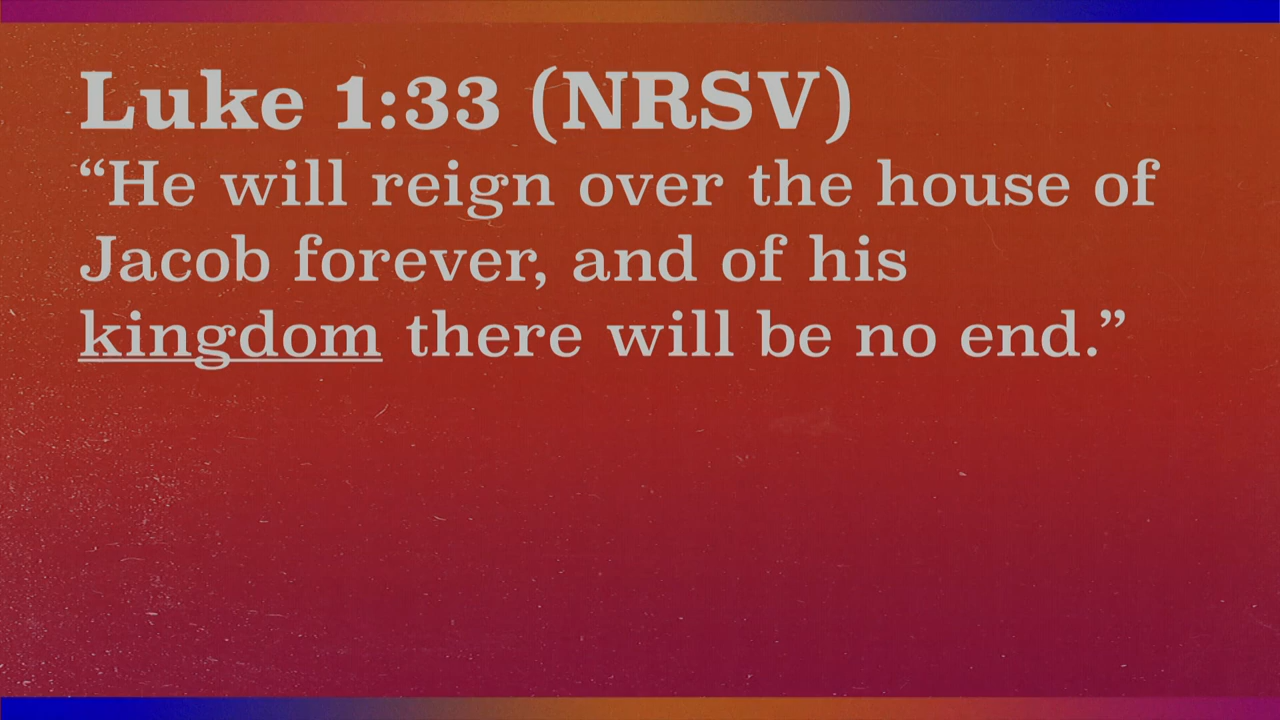 Luke 1:33 (NRSV)
“He will reign over the house of
Jacob forever, and of his
kingdom there will be no end.”